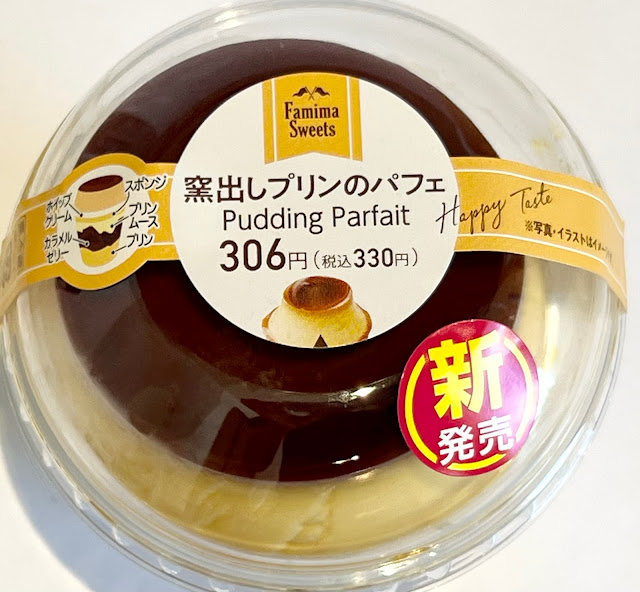 Famima
Sweets
窯出しプリンのパフェ
Pudding Parfait
306円(税込330円)
ホイップ
クリーム
カラメル
ゼリー
スポンジ
プリン
ムース
プリン
Happy Taste
※写真・イラストはイメージ
新
発売